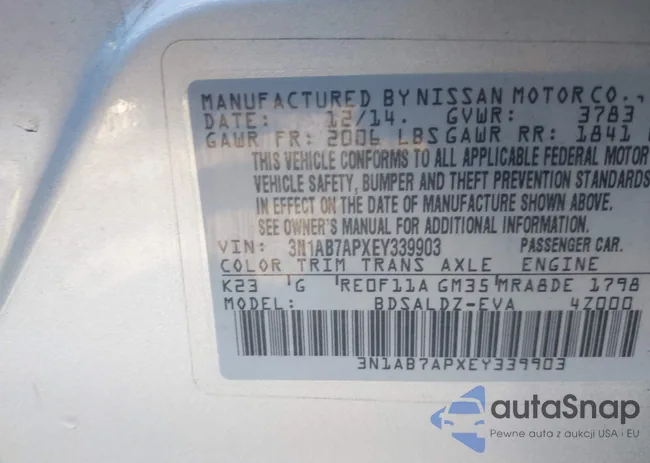 MANUFACTURED BY NISSAN MOTOR CO.,
DATE: 12/14. GVWR: 3783
GAWR FR: 2006 LBS GAWR RR: 1841
THIS VEHICLE CONFORMS TO ALL APPLICABLE FEDERAL MOTOR
VEHICLE SAFETY, BUMPER AND THEFT PREVENTION STANDARDS
IN EFFECT ON THE DATE OF MANUFACTURE SHOWN ABOVE.
SEE OWNER'S MANUAL FOR ADDITIONAL INFORMATION.
VIN: 3N1AB7APXEY339903 PASSENGER CAR.
COLOR TRIM TRANS AXLE ENGINE
K23 G RE0F11A GM35 MRA8DE 1798
MODEL: BDSALDZ-EVA 4Z000
3N1AB7APXEY339903
autaSnap
Pewne auta z aukcji USA i EU